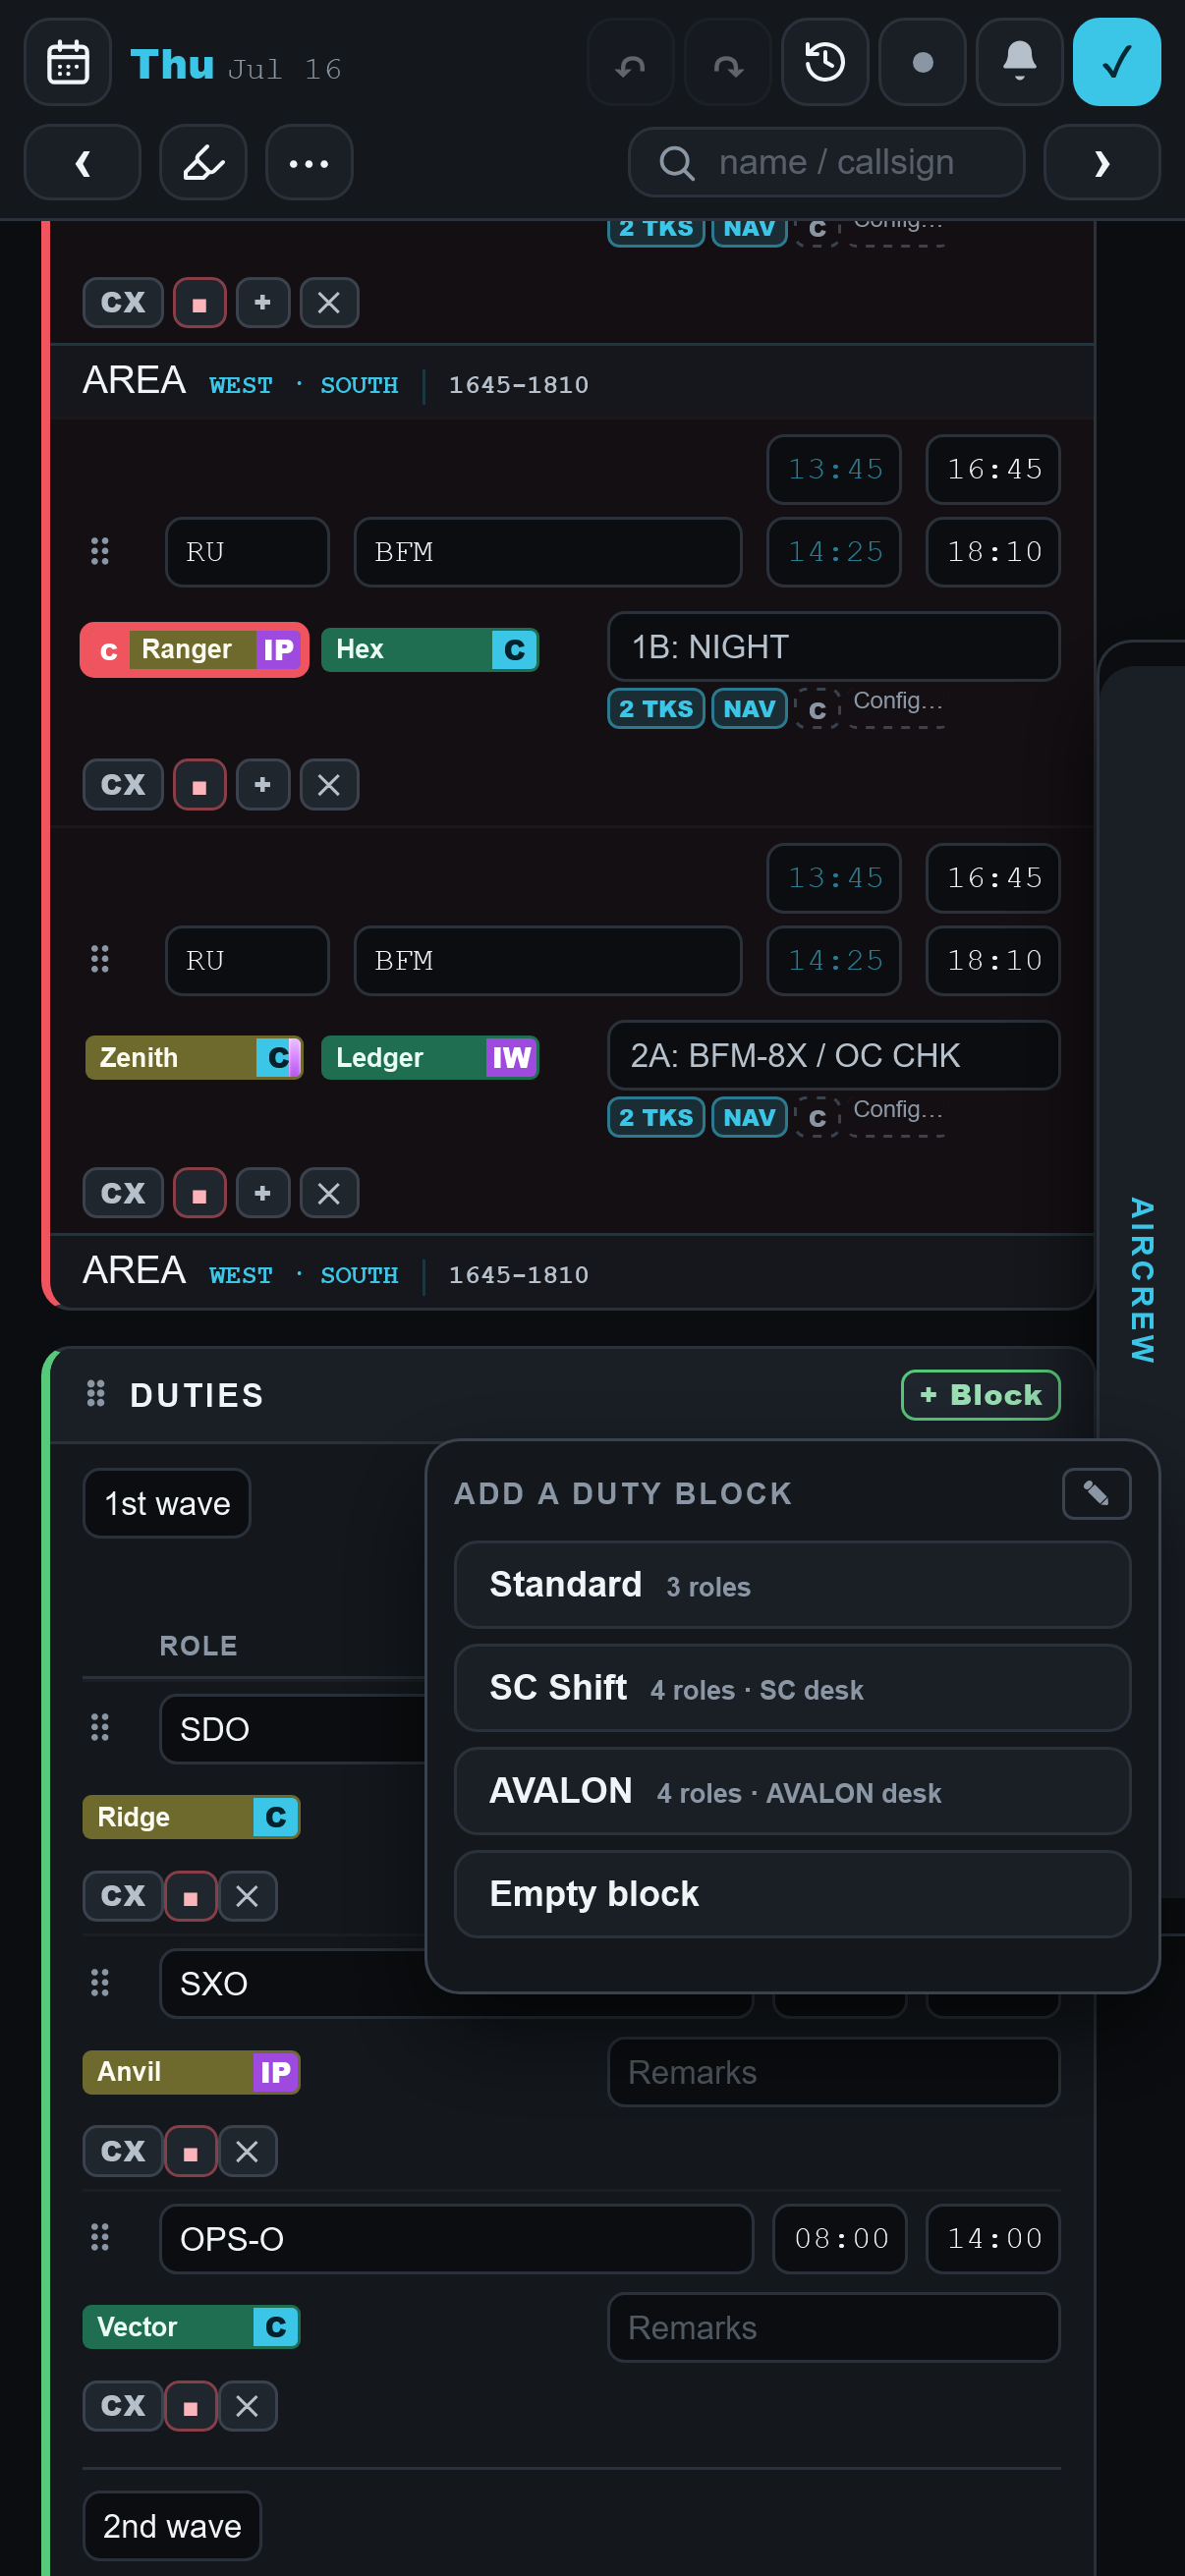 Thu Jul 16
name / callsign
2 TKS NAV C Config...
CX +
AREA WEST · SOUTH 1645-1810
13:45 16:45
RU BFM 14:25 18:10
C Ranger IP Hex C 1B: NIGHT
2 TKS NAV C Config...
CX +
13:45 16:45
RU BFM 14:25 18:10
Zenith C Ledger IW 2A: BFM-8X / OC CHK
2 TKS NAV C Config...
CX +
AREA WEST · SOUTH 1645-1810
AIRCREW
DUTIES + Block
1st wave
ADD A DUTY BLOCK
Standard 3 roles
SC Shift 4 roles · SC desk
AVALON 4 roles · AVALON desk
Empty block
ROLE
SDO
Ridge C
CX
SXO
Anvil IP Remarks
CX
OPS-O 08:00 14:00
Vector C Remarks
CX
2nd wave